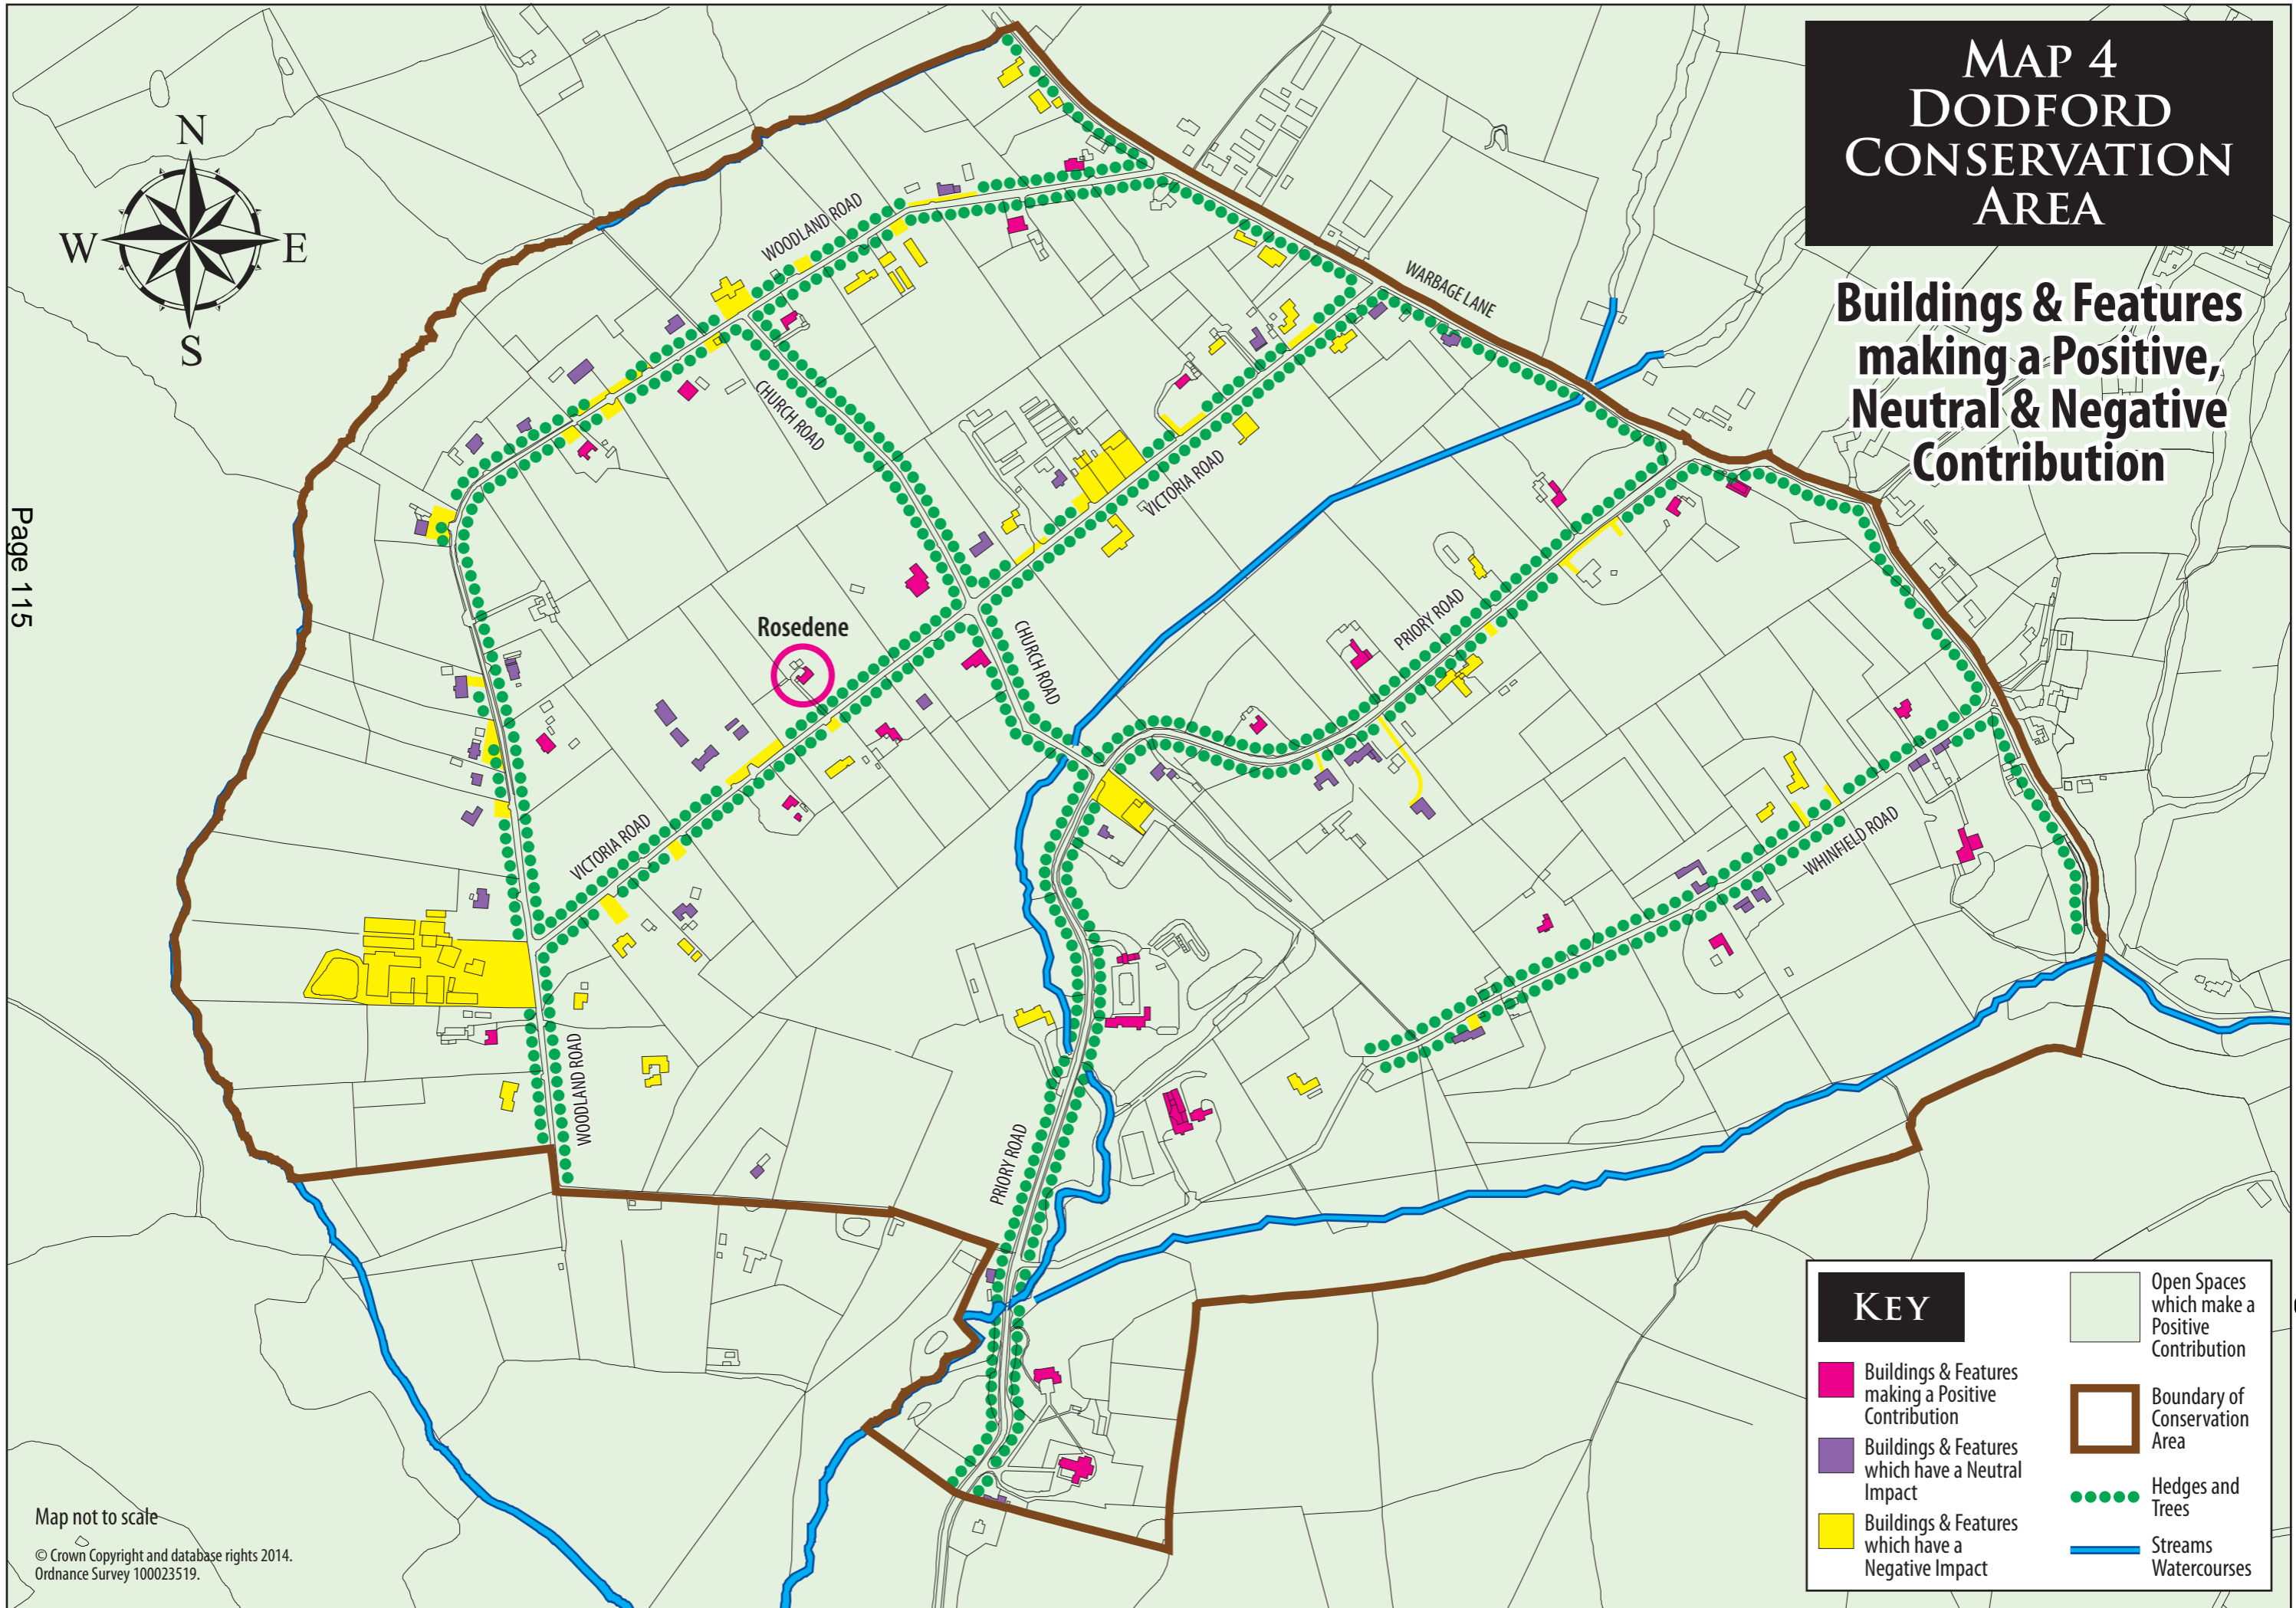 MAP 4
DODFORD
CONSERVATION
AREA
Buildings & Features
making a Positive,
Neutral & Negative
Contribution
N
W
E
S
WOODLAND ROAD
WARBAGE LANE
CHURCH ROAD
VICTORIA ROAD
Page 115
Rosedene
CHURCH ROAD
PRIORY ROAD
VICTORIA ROAD
WHINFIELD ROAD
WOODLAND ROAD
PRIORY ROAD
KEY
Buildings & Features
making a Positive
Contribution
Buildings & Features
which have a Neutral
Impact
Buildings & Features
which have a
Negative Impact
Open Spaces
which make a
Positive
Contribution
Boundary of
Conservation
Area
Hedges and
Trees
Streams
Watercourses
Map not to scale
© Crown Copyright and database rights 2014.
Ordnance Survey 100023519.